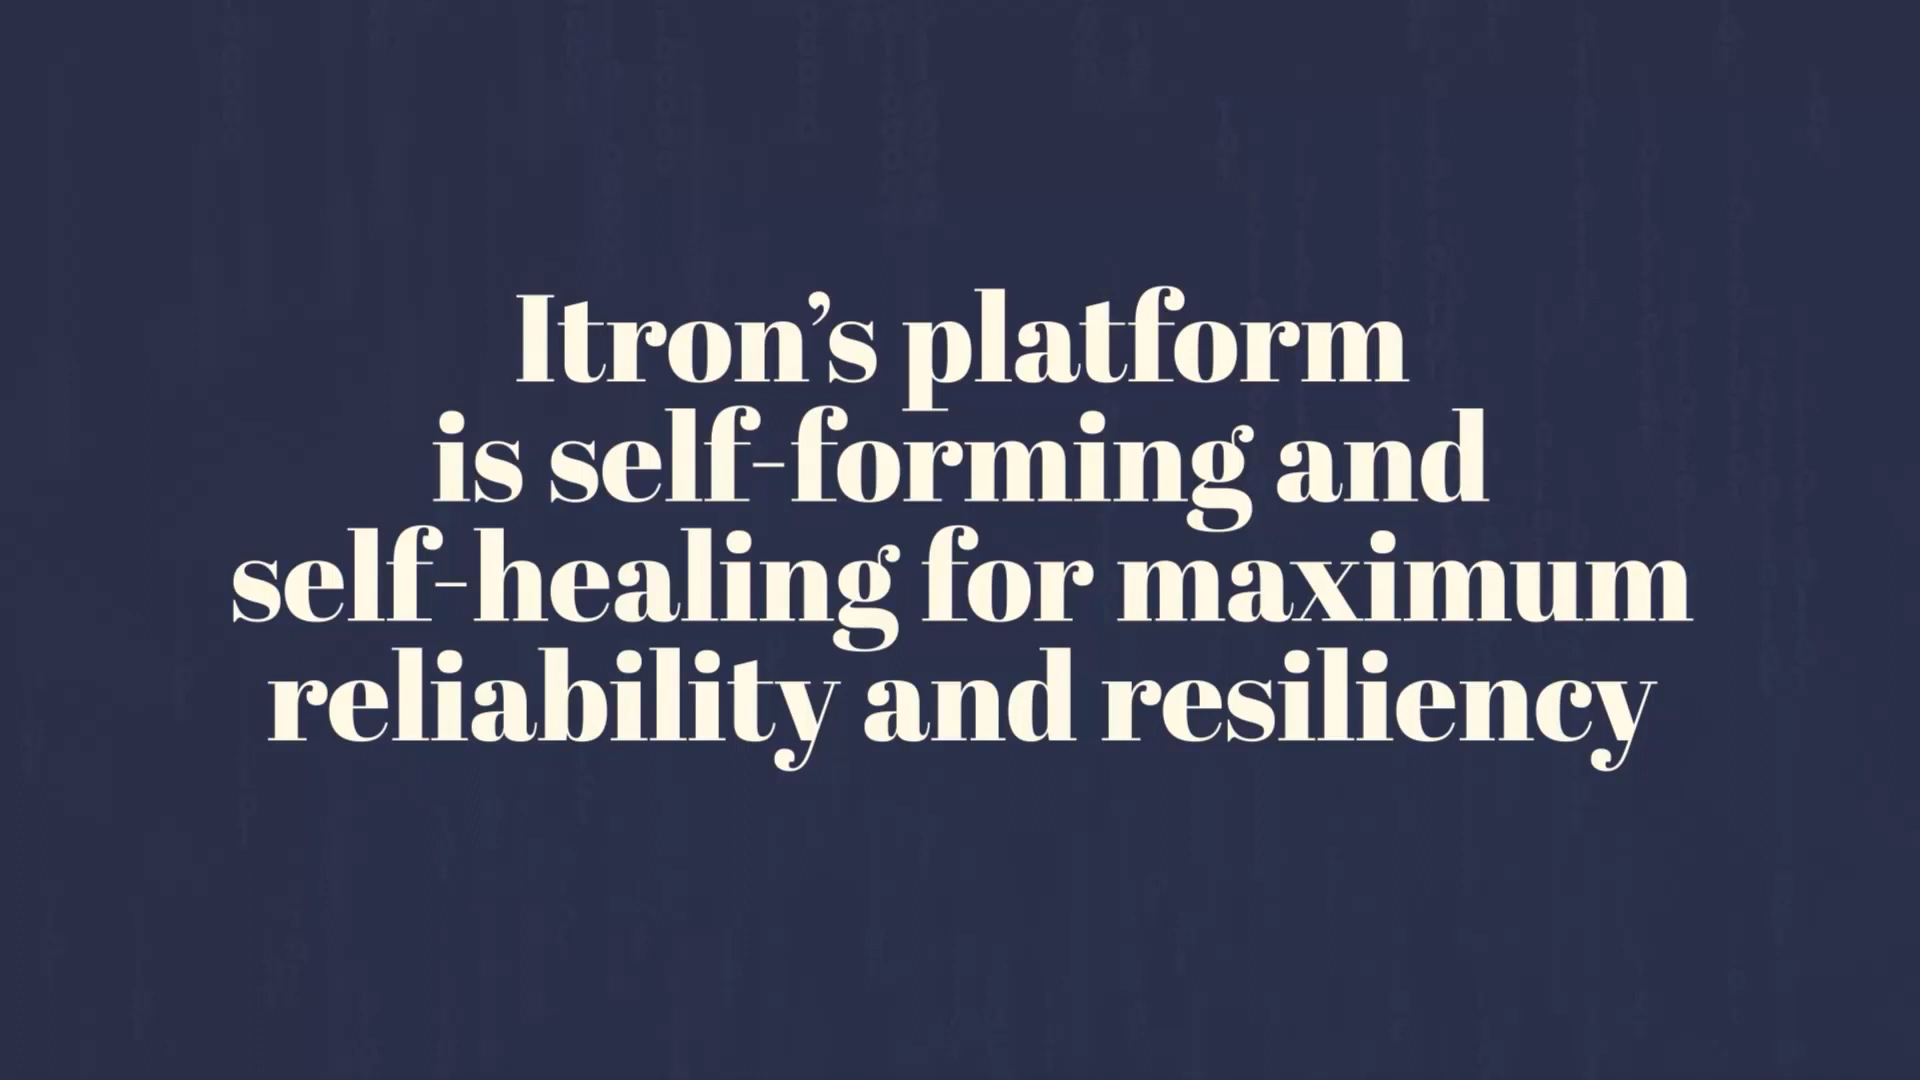 Itron’s platform
is self-forming and
self-healing for maximum
reliability and resiliency